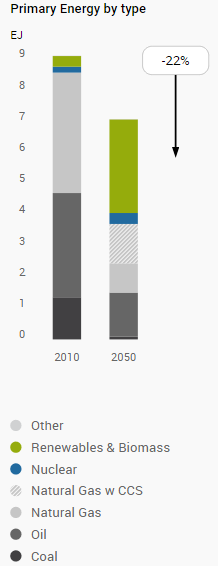 Primary Energy by type
EJ
-22%
9
8
7
6
5
4
3
2
1
0
2010 2050
Other
Renewables & Biomass
Nuclear
Natural Gas w CCS
Natural Gas
Oil
Coal